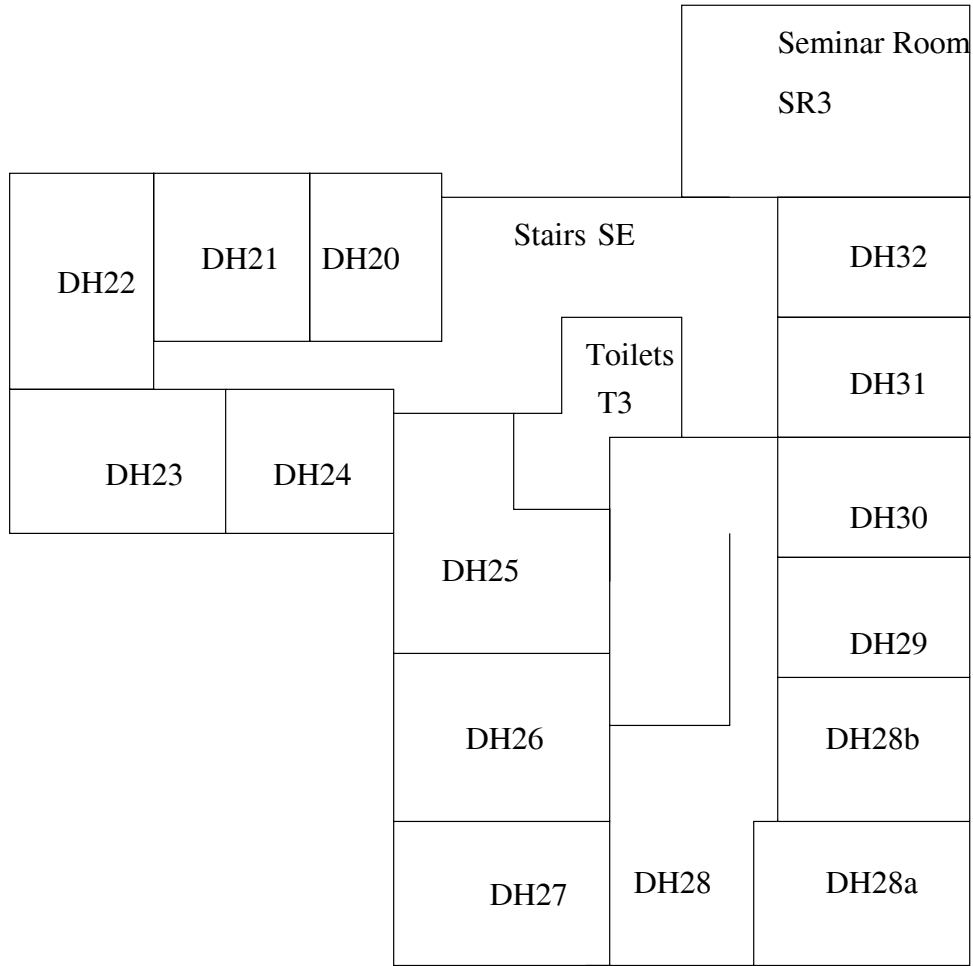 Seminar Room
SR3
Stairs SE
DH32
DH21
DH20
DH22
Toilets
T3
DH31
DH23
DH24
DH30
DH25
DH29
DH26
DH28b
DH27
DH28
DH28a